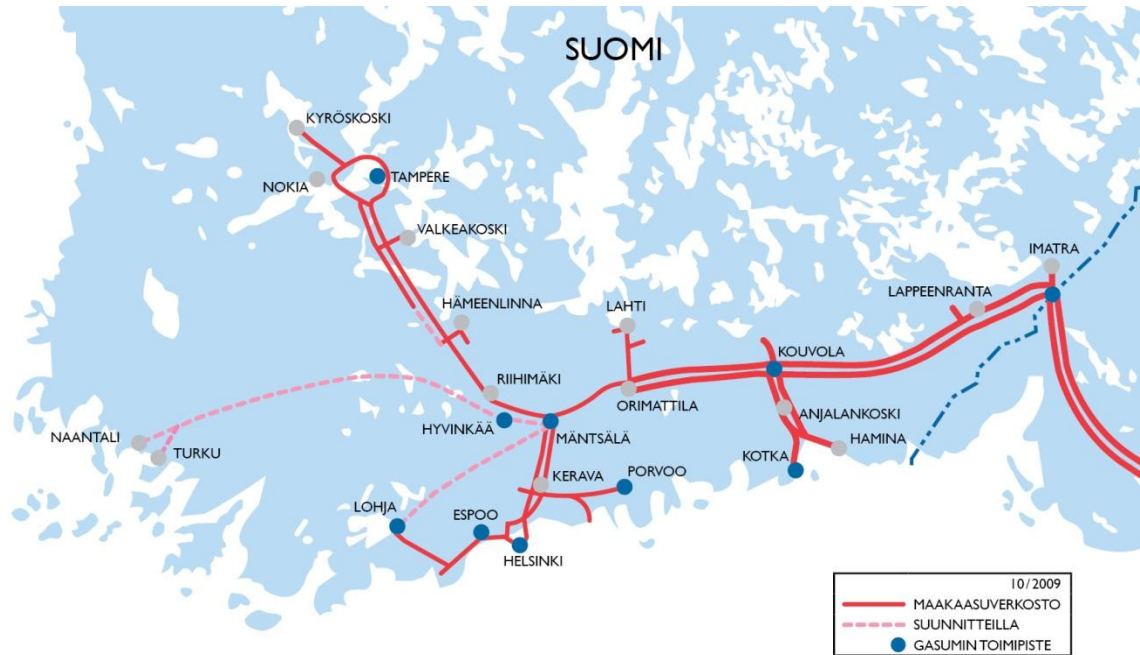 SUOMI
KYRÖSKOSKI
NOKIA
TAMPERE
VALKEAKOSKI
IMATRA
HÄMEENLINNA
LAHTI
LAPPEENRANTA
KOUVOLA
RIIHIMÄKI
ORIMATTILA
ANJALANKOSKI
HYVINKÄÄ
MÄNTSÄLÄ
HAMINA
NAANTALI
TURKU
KOTKA
KERAVA
PORVOO
LOHJA
ESPOO
HELSINKI
10/2009
MAAKAASUVERKOSTO
SUUNNITTEILLA
GASUMIN TOIMIPISTE